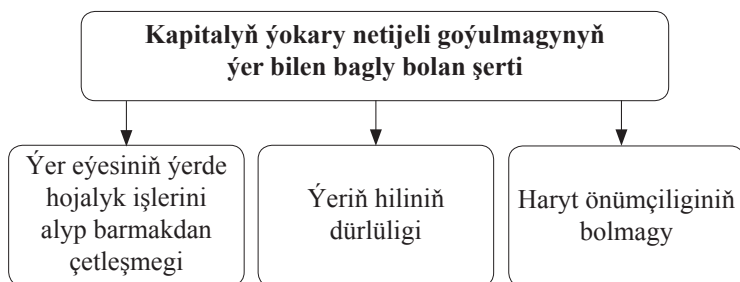 Kapitalyň ýokary netijeli goýulmagynyň
ýer bilen bagly bolan şerti
Ýer eýesiniň ýerde
hojalyk işlerini
alyp barmakdan
çetleşmegi
Ýeriň hiliniň
dürlüligi
Haryt önümçiliginiň
bolmagy